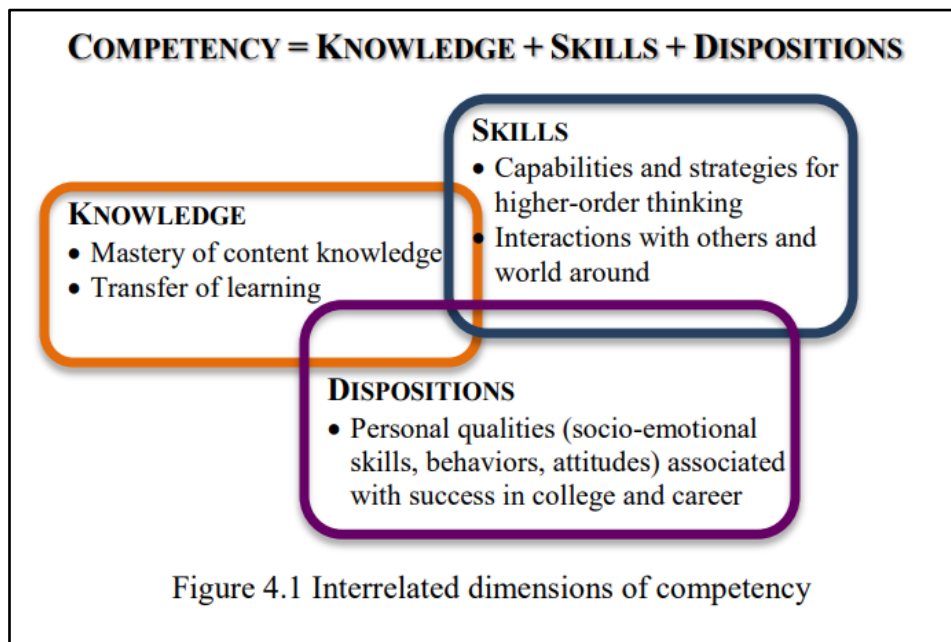 COMPETENCY = KNOWLEDGE + SKILLS + DISPOSITIONS
SKILLS
• Capabilities and strategies for
higher-order thinking
• Interactions with others and
world around
KNOWLEDGE
• Mastery of content knowledge
• Transfer of learning
DISPOSITIONS
• Personal qualities (socio-emotional
skills, behaviors, attitudes) associated
with success in college and career
Figure 4.1 Interrelated dimensions of competency